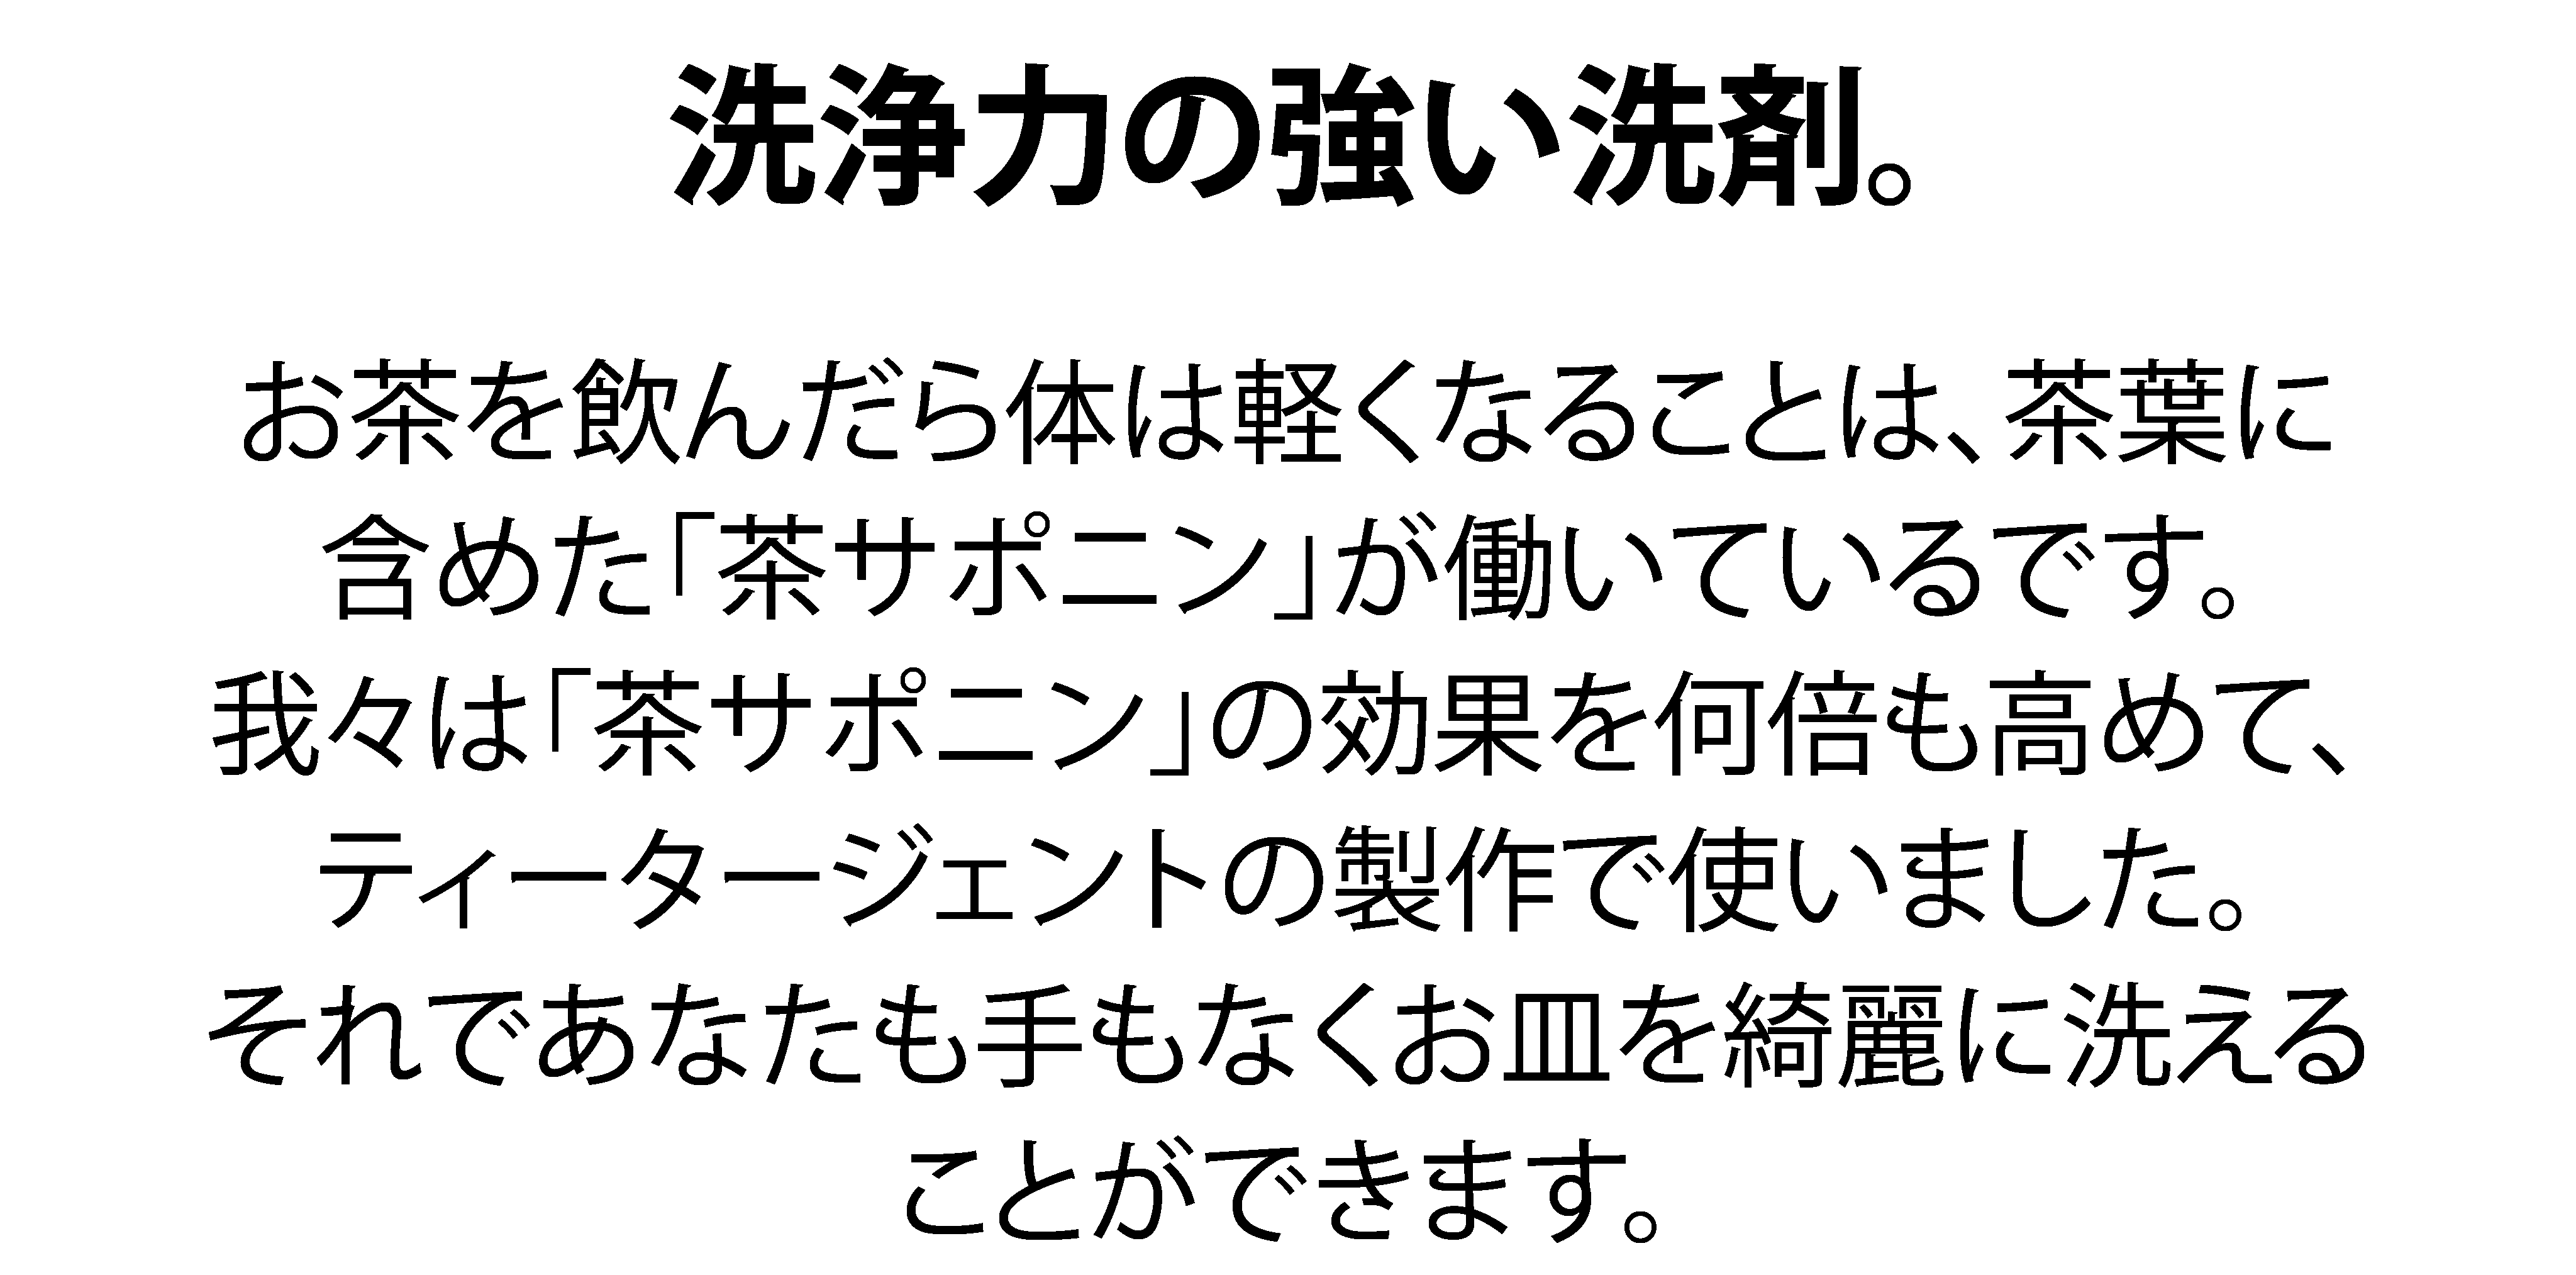 洗浄力の強い洗剤。
お茶を飲んだら体は軽くなることは、茶葉に
含めた「茶サポニン」が働いているです。
我々は「茶サポニン」の効果を何倍も高めて、
ティータージェントの製作で使いました。
それであなたも手もなくお皿を綺麗に洗える
ことができます。